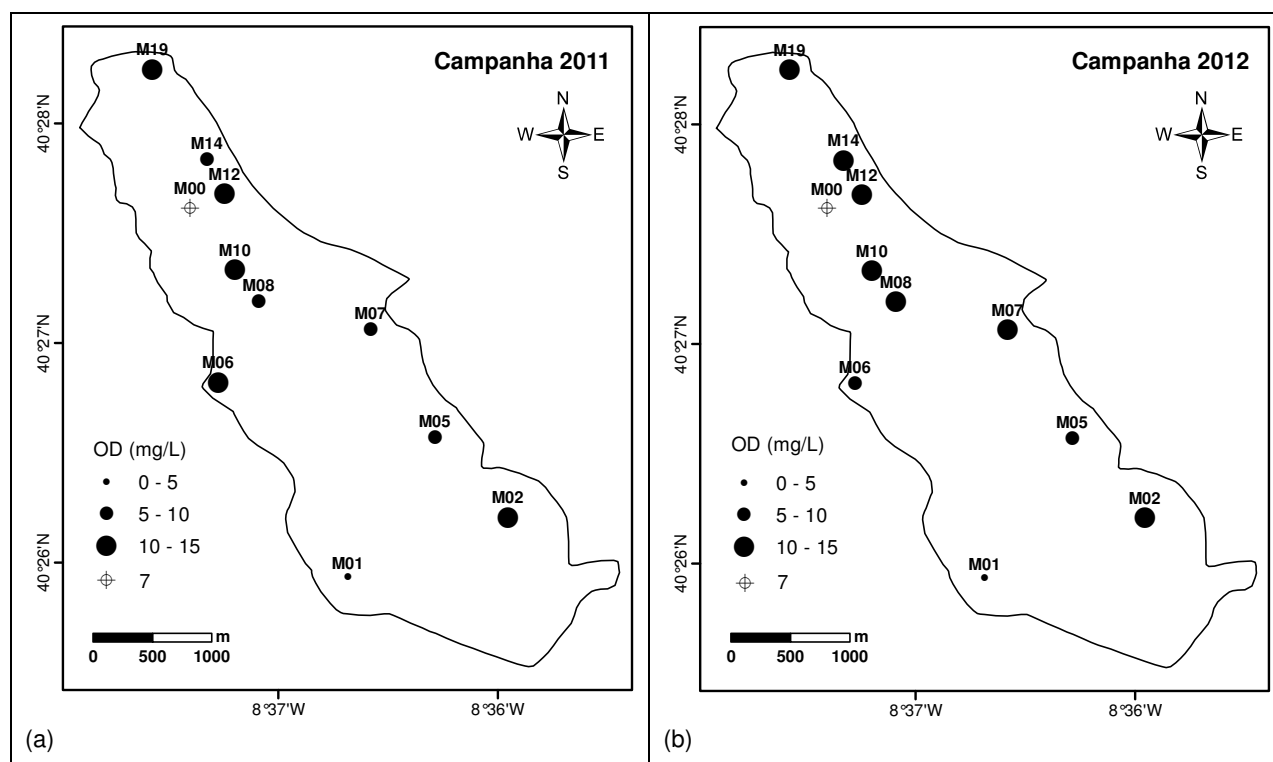 Campanha 2011
M19
N
W E
S
M14
M12
M00
M10
M08
M07
M06
M05
M02
M01
OD (mg/L)
0 - 5
5 - 10
10 - 15
7
m
0 500 1000
40°28'N
40°27'N
40°26'N
8°37'W 8°36'W
(a)
Campanha 2012
M19
N
W E
S
M14
M12
M00
M10
M08
M07
M06
M05
M02
M01
OD (mg/L)
0 - 5
5 - 10
10 - 15
7
m
0 500 1000
40°28'N
40°27'N
40°26'N
8°37'W 8°36'W
(b)